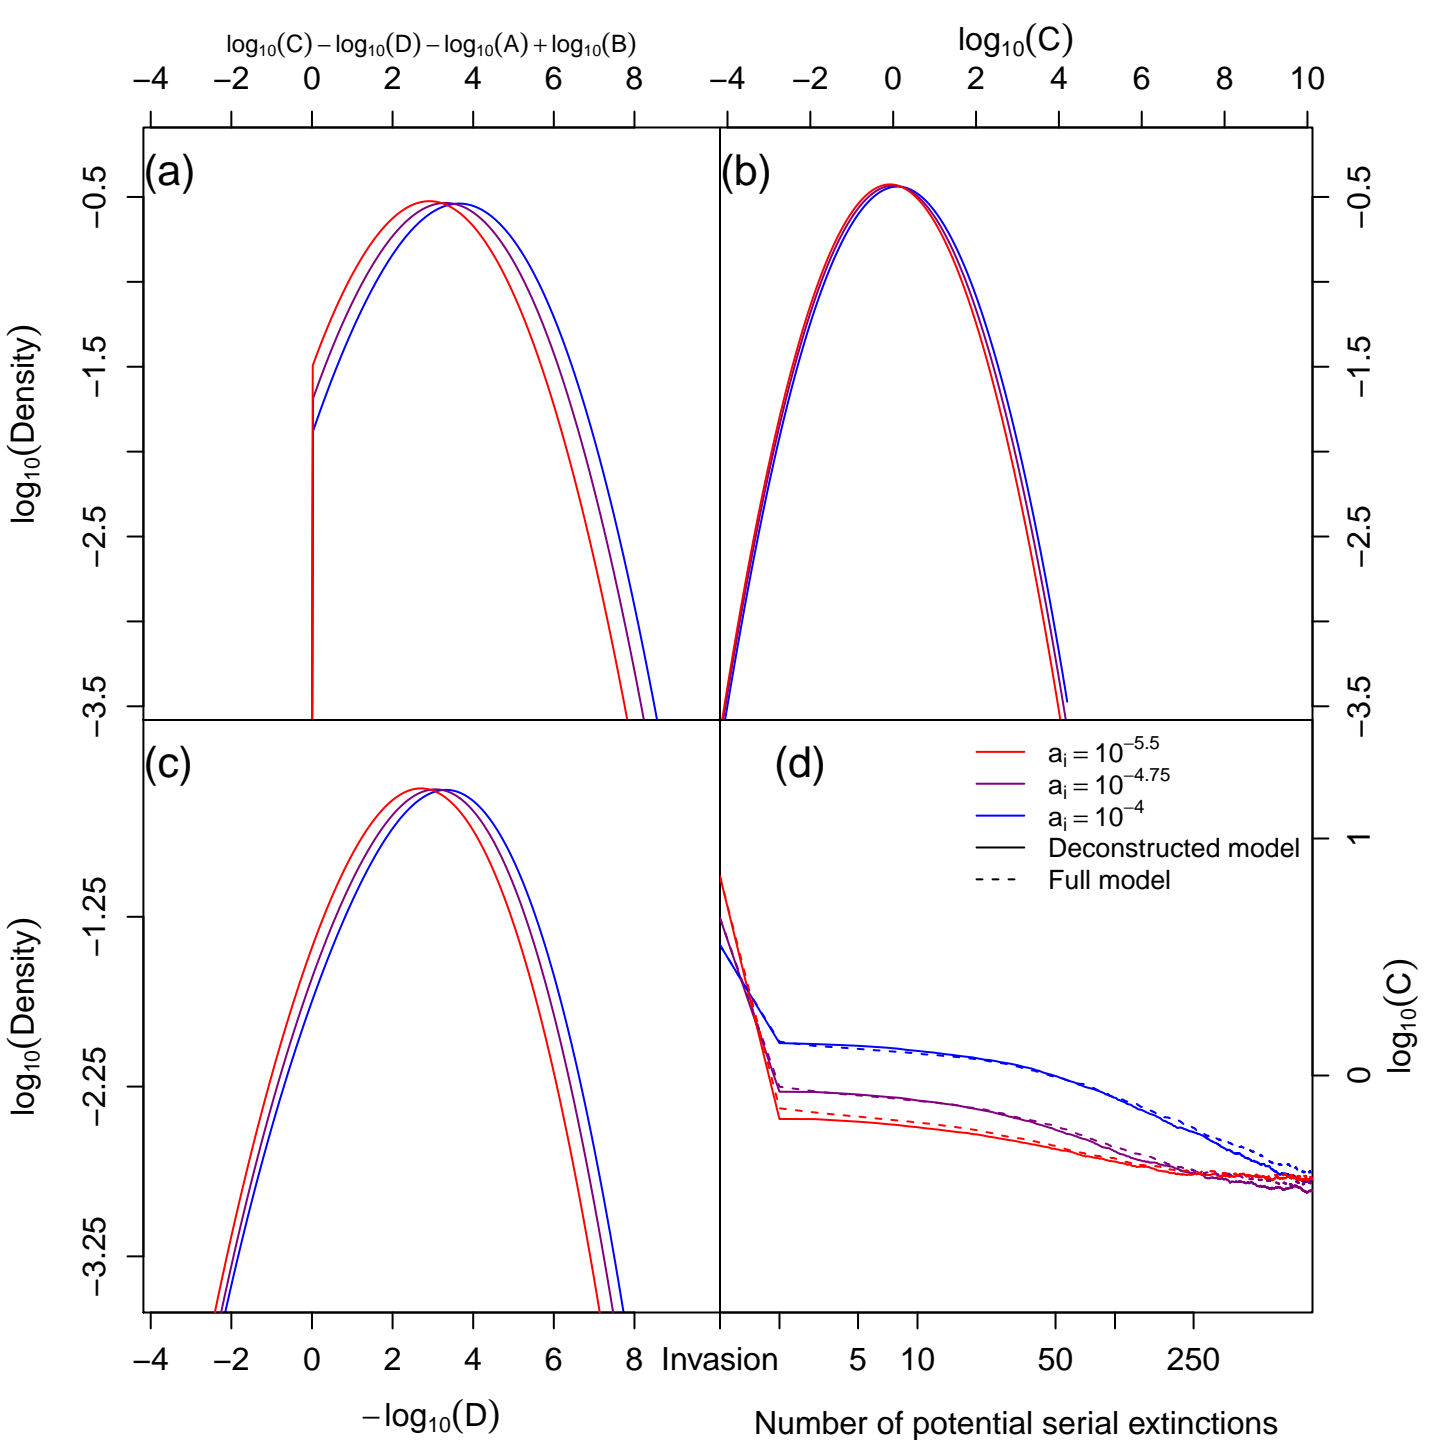 log₁₀(C) − log₁₀(D) − log₁₀(A) + log₁₀(B)
log₁₀(C)
−4 −2 0 2 4 6 8
−4 −2 0 2 4 6 8 10
(a)
(b)
log₁₀(Density)
−0.5
−1.5
−2.5
−3.5
−0.5
−1.5
−2.5
−3.5
(c)
(d)
aᵢ = 10⁻⁵·⁵
aᵢ = 10⁻⁴·⁷⁵
aᵢ = 10⁻⁴
Deconstructed model
Full model
log₁₀(Density)
−1.25
−2.25
−3.25
1
0
log₁₀(C)
−4 −2 0 2 4 6 8
Invasion 5 10 50 250
−log₁₀(D)
Number of potential serial extinctions